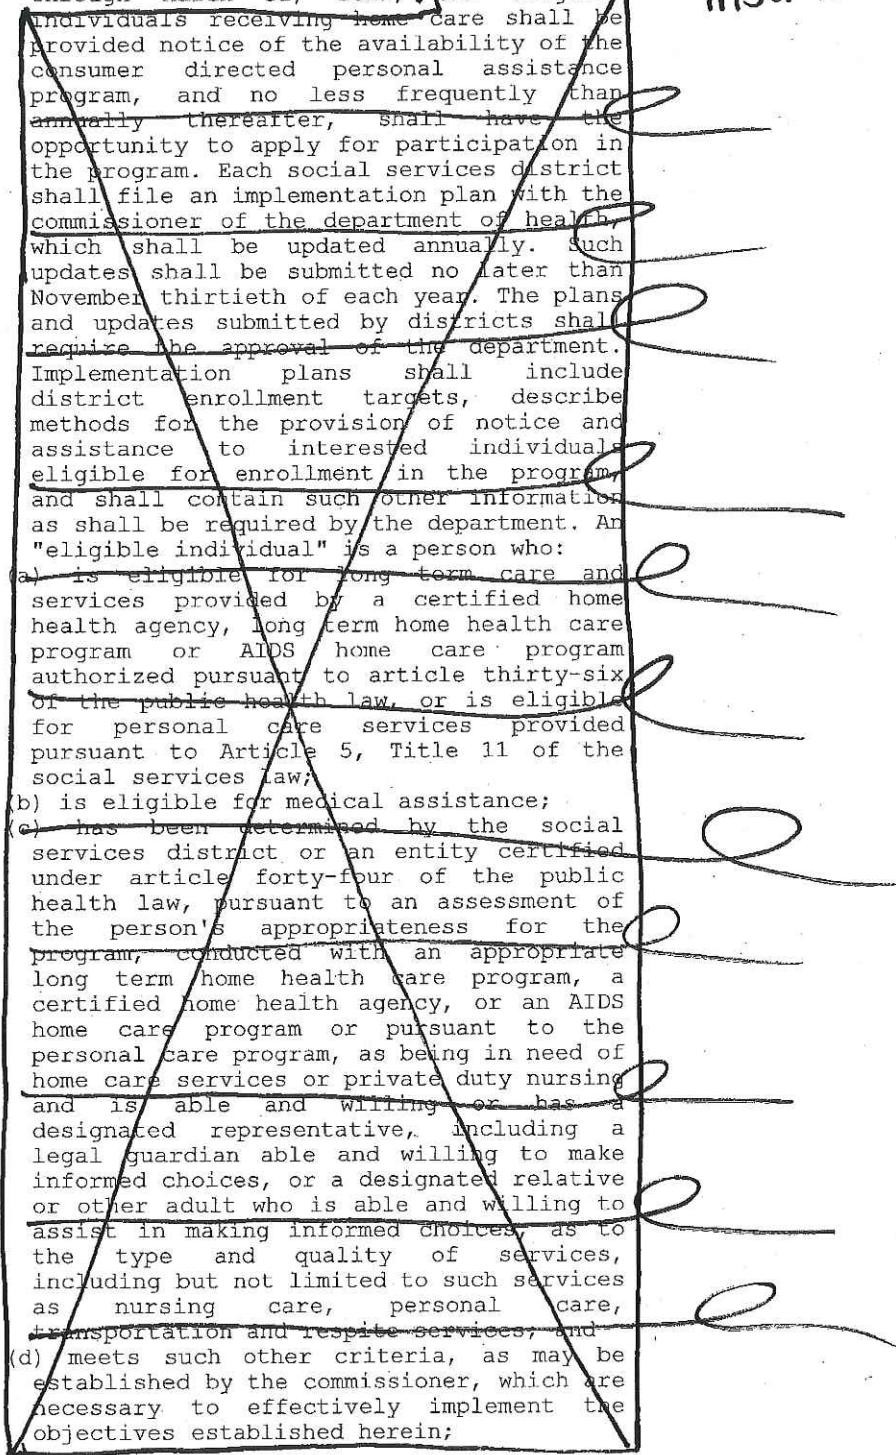 individuals receiving home care shall be
provided notice of the availability of the
consumer directed personal assistance
program, and no less frequently than
annually thereafter, shall have the
opportunity to apply for participation in
the program. Each social services district
shall file an implementation plan with the
commissioner of the department of health,
which shall be updated annually. Such
updates shall be submitted no later than
November thirtieth of each year. The plans
and updates submitted by districts shall
require the approval of the department.
Implementation plans shall include
district enrollment targets, describe
methods for the provision of notice and
assistance to interested individuals
eligible for enrollment in the program,
and shall contain such other information
as shall be required by the department. An
"eligible individual" is a person who:
(a) is eligible for long term care and
services provided by a certified home
health agency, long term home health care
program or AIDS home care program
authorized pursuant to article thirty-six
of the public health law, or is eligible
for personal care services provided
pursuant to Article 5, Title 11 of the
social services law;
(b) is eligible for medical assistance;
(c) has been determined by the social
services district or an entity certified
under article forty-four of the public
health law, pursuant to an assessment of
the person's appropriateness for the
program, conducted with an appropriate
long term home health care program, a
certified home health agency, or an AIDS
home care program or pursuant to the
personal care program, as being in need of
home care services or private duty nursing
and is able and willing or has a
designated representative, including a
legal guardian able and willing to make
informed choices, or a designated relative
or other adult who is able and willing to
assist in making informed choices, as to
the type and quality of services,
including but not limited to such services
as nursing care, personal care,
transportation and respite services; and
(d) meets such other criteria, as may be
established by the commissioner, which are
necessary to effectively implement the
objectives established herein;